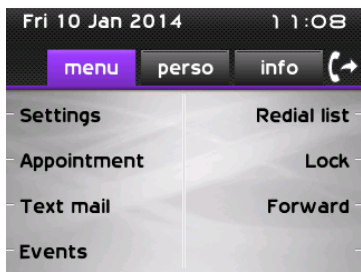 Fri 10 Jan 2014 11:08
menu perso info
Settings Redial list
Appointment Lock
Text mail Forward
Events